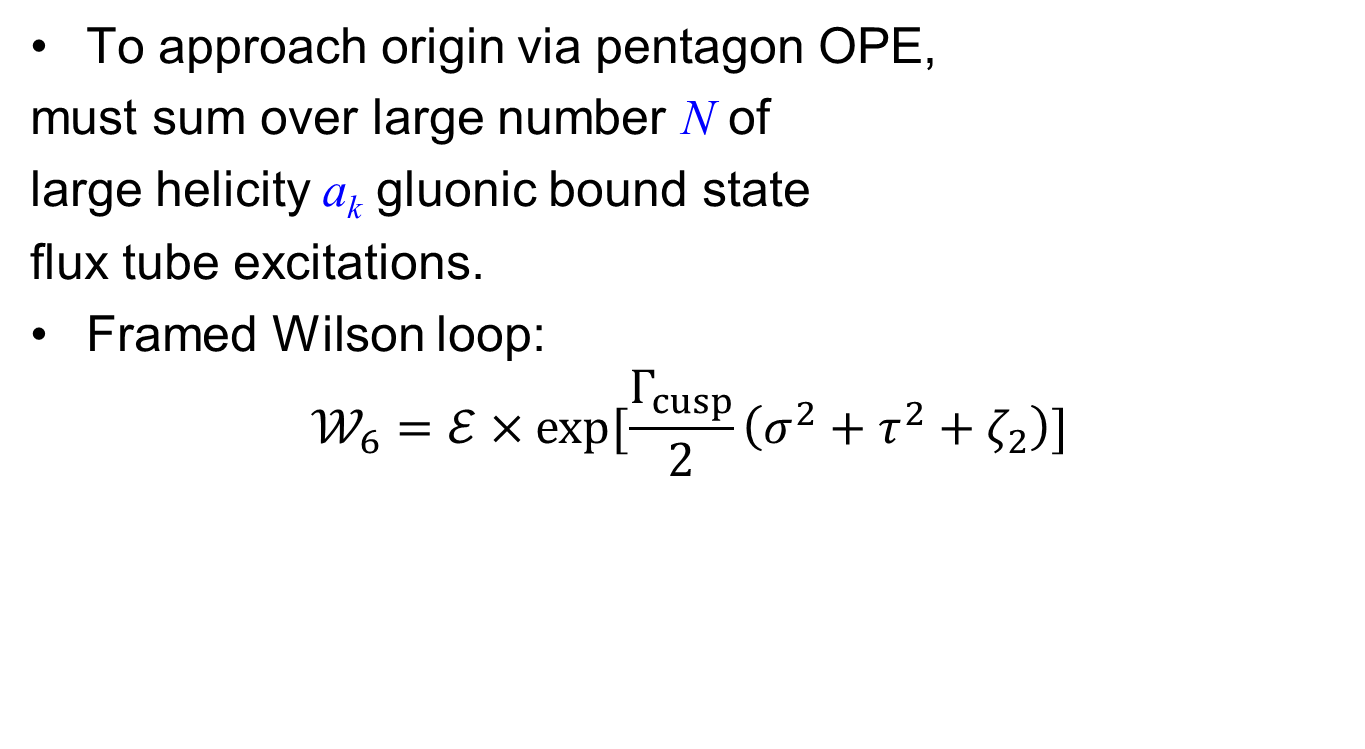 • To approach origin via pentagon OPE,
must sum over large number N of
large helicity aₖ gluonic bound state
flux tube excitations.
• Framed Wilson loop:
𝒲₆ = ℰ × exp[Γ_cusp/2 (σ² + τ² + ζ₂)]